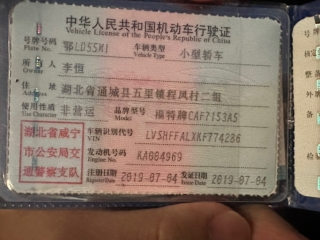 中华人民共和国机动车行驶证
Vehicle License of the People's Republic of China
号牌号码 鄂LD55M1 车辆类型 小型轿车
Plate No. Vehicle Type
所有人 李恒
Owner
住址 湖北省通城县五里镇程凤村二组
Address
使用性质 非营运 品牌型号 福特牌CAF7153A5
Use Character Model
湖北省咸宁市公安局交通警察支队
车辆识别代号 LVSHFFALXKF774286
VIN
发动机号码 KA004969
Engine No.
注册日期 2019-07-04 发证日期 2019-07-04
Register Date Issue Date